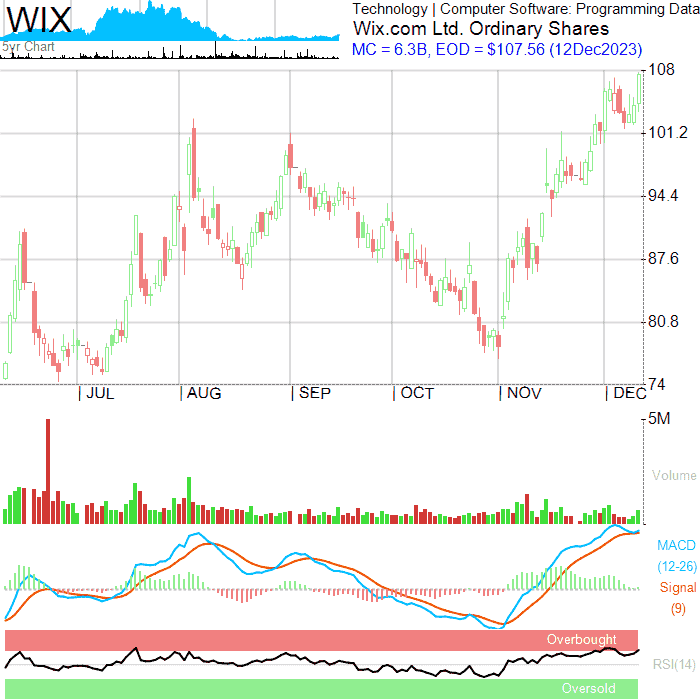 WIX
5yr Chart
Technology | Computer Software: Programming Data
Wix.com Ltd. Ordinary Shares
MC = 6.3B, EOD = $107.56 (12Dec2023)
108
101.2
94.4
87.6
80.8
74
JUL
AUG
SEP
OCT
NOV
DEC
5M
Volume
MACD
(12-26)
Signal
(9)
Overbought
RSI(14)
Oversold